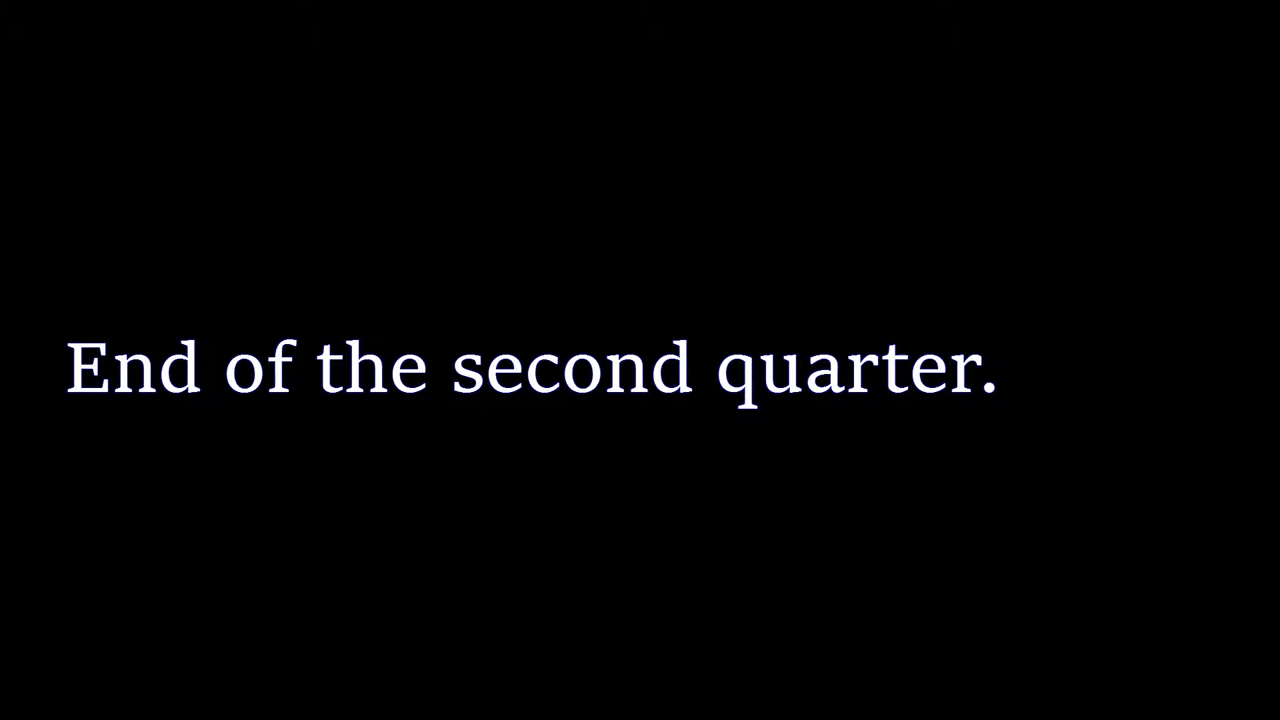 End of the second quarter.